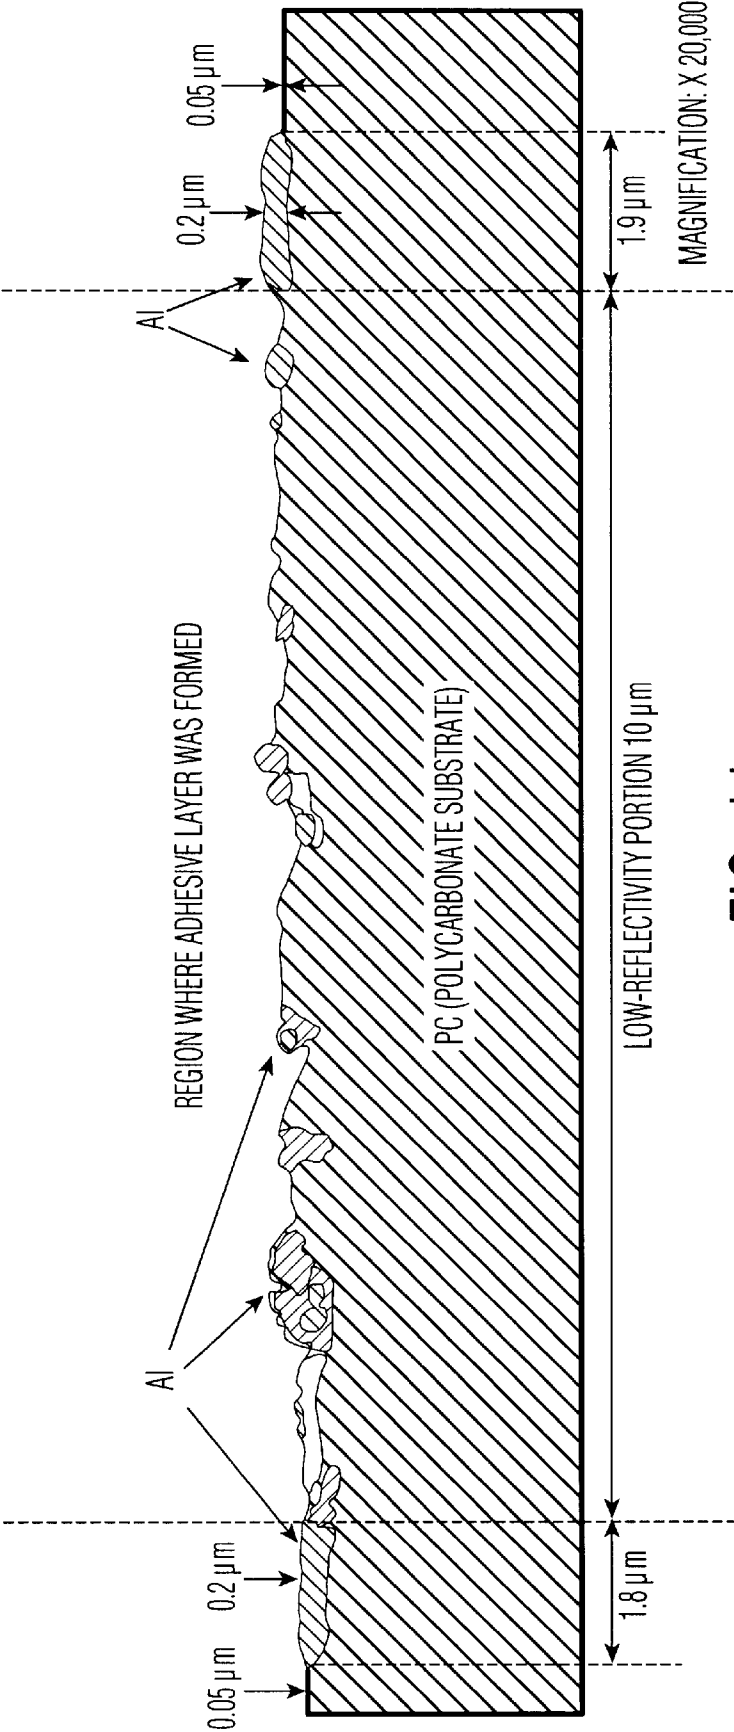 Al
Al
REGION WHERE ADHESIVE LAYER WAS FORMED
0.05 µm
0.2 µm
0.2 µm
0.05 µm
PC (POLYCARBONATE SUBSTRATE)
1.8 µm
LOW-REFLECTIVITY PORTION 10 µm
1.9 µm
MAGNIFICATION: X 20,000